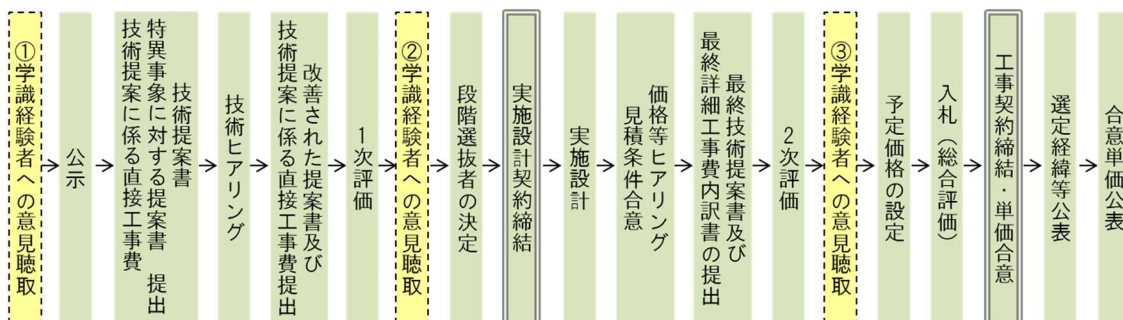 ①学識経験者への意見聴取
公示
技術提案書
特異事象に対する提案書　提出
技術提案に係る直接工事費
技術ヒアリング
改善された提案書及び
技術提案に係る直接工事費提出
1次評価
②学識経験者への意見聴取
段階選抜者の決定
実施設計契約締結
実施設計
価格等ヒアリング
見積条件合意
最終技術提案書及び
最終詳細工事費内訳書の提出
2次評価
③学識経験者への意見聴取
予定価格の設定
入札（総合評価）
工事契約締結・単価合意
選定経緯等公表
合意単価公表